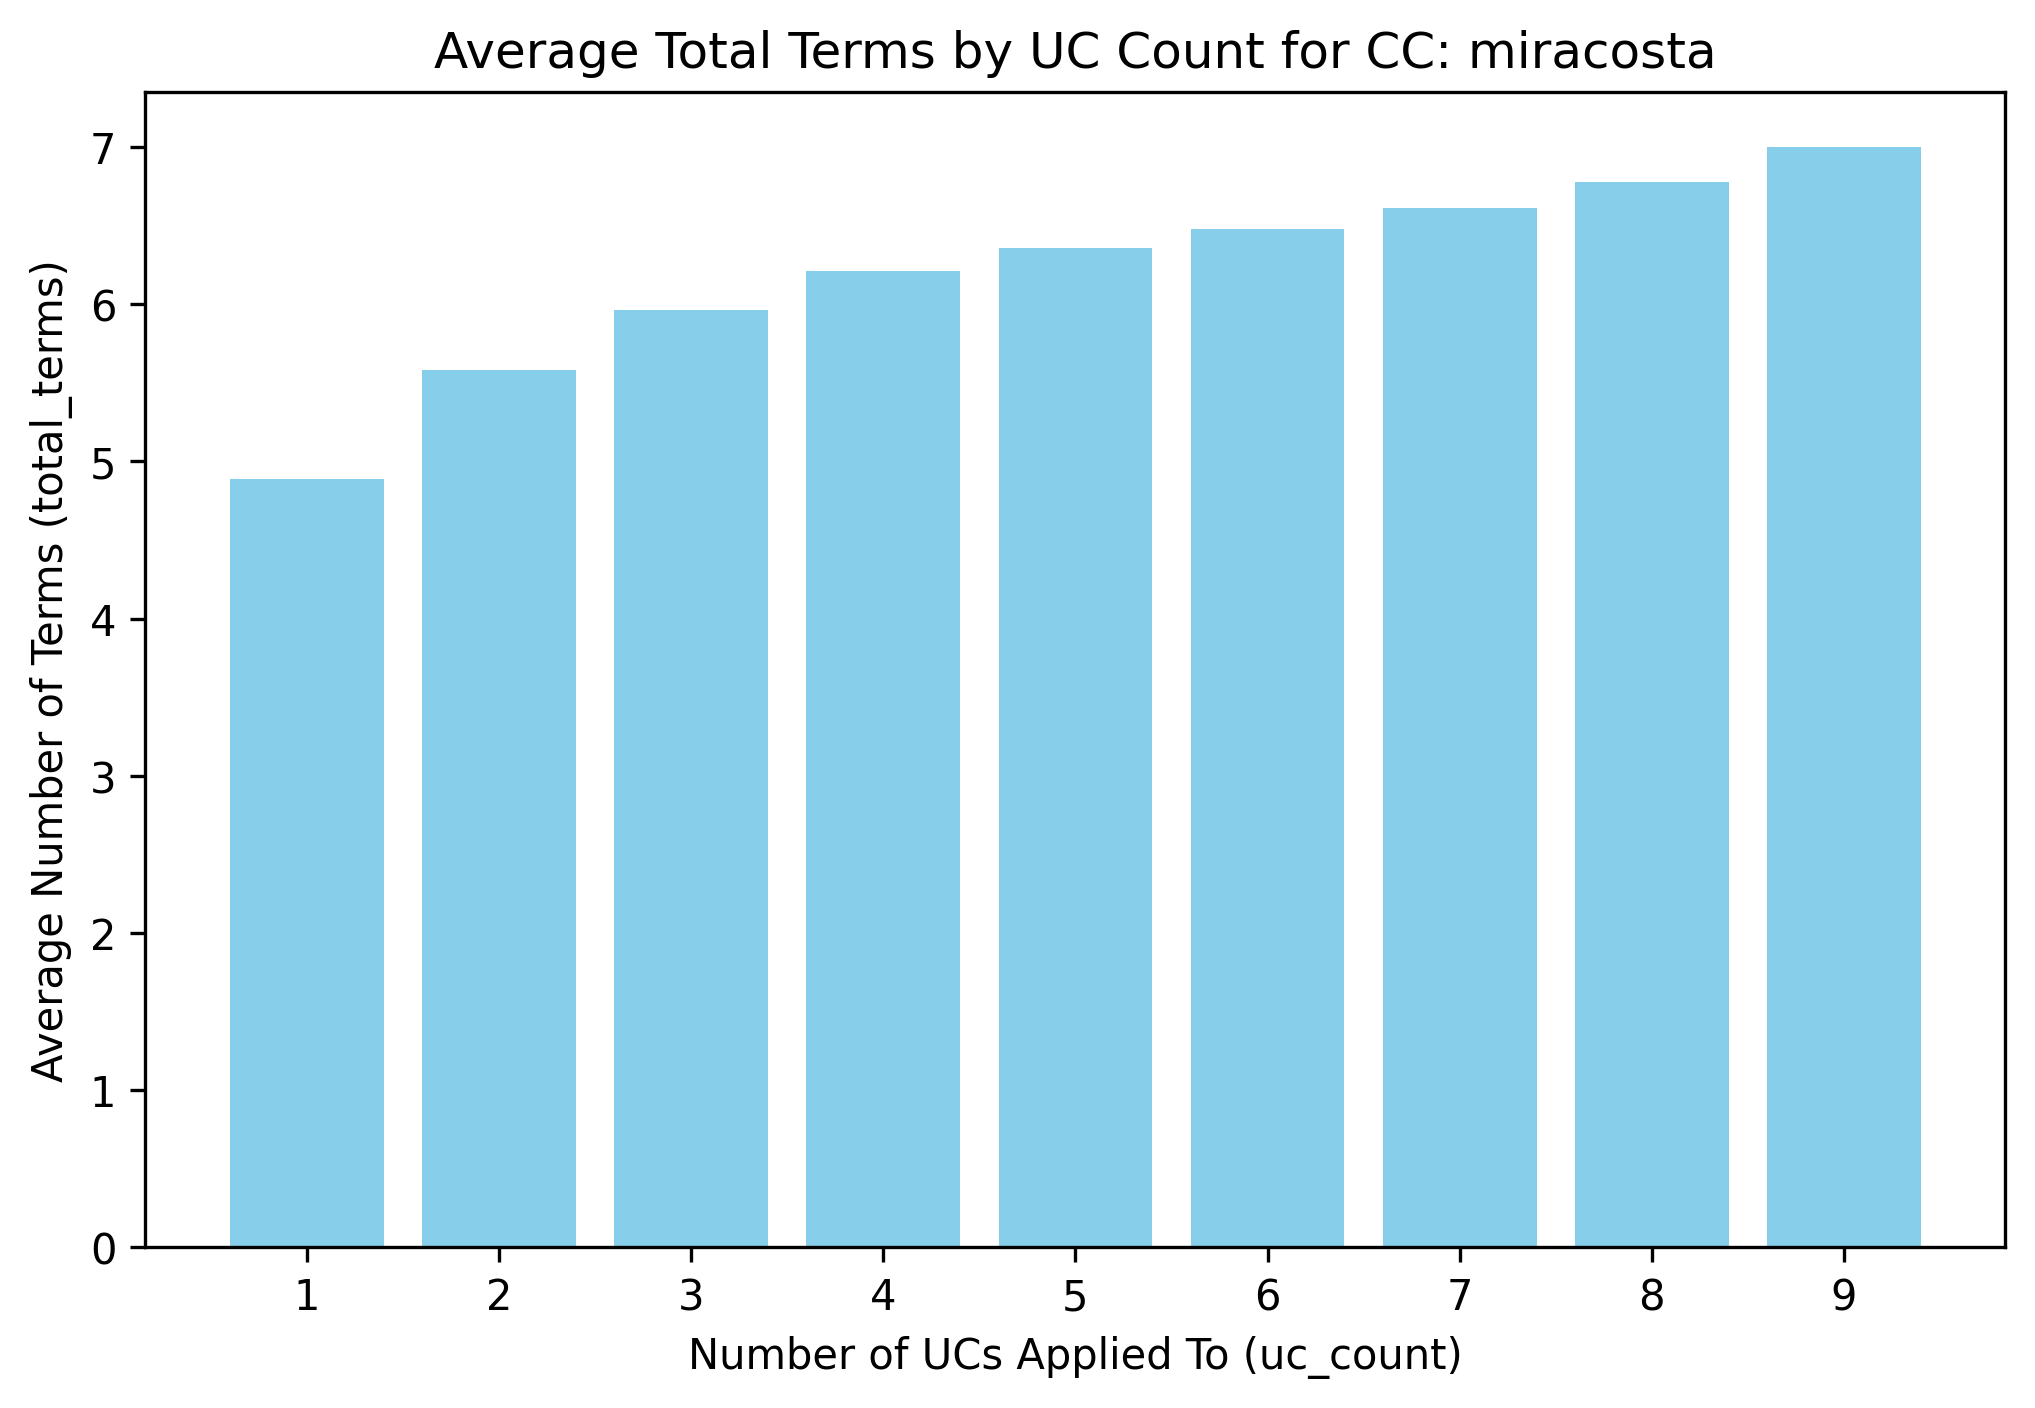 Average Total Terms by UC Count for CC: miracosta
Average Number of Terms (total_terms)
7
6
5
4
3
2
1
0
1 2 3 4 5 6 7 8 9
Number of UCs Applied To (uc_count)